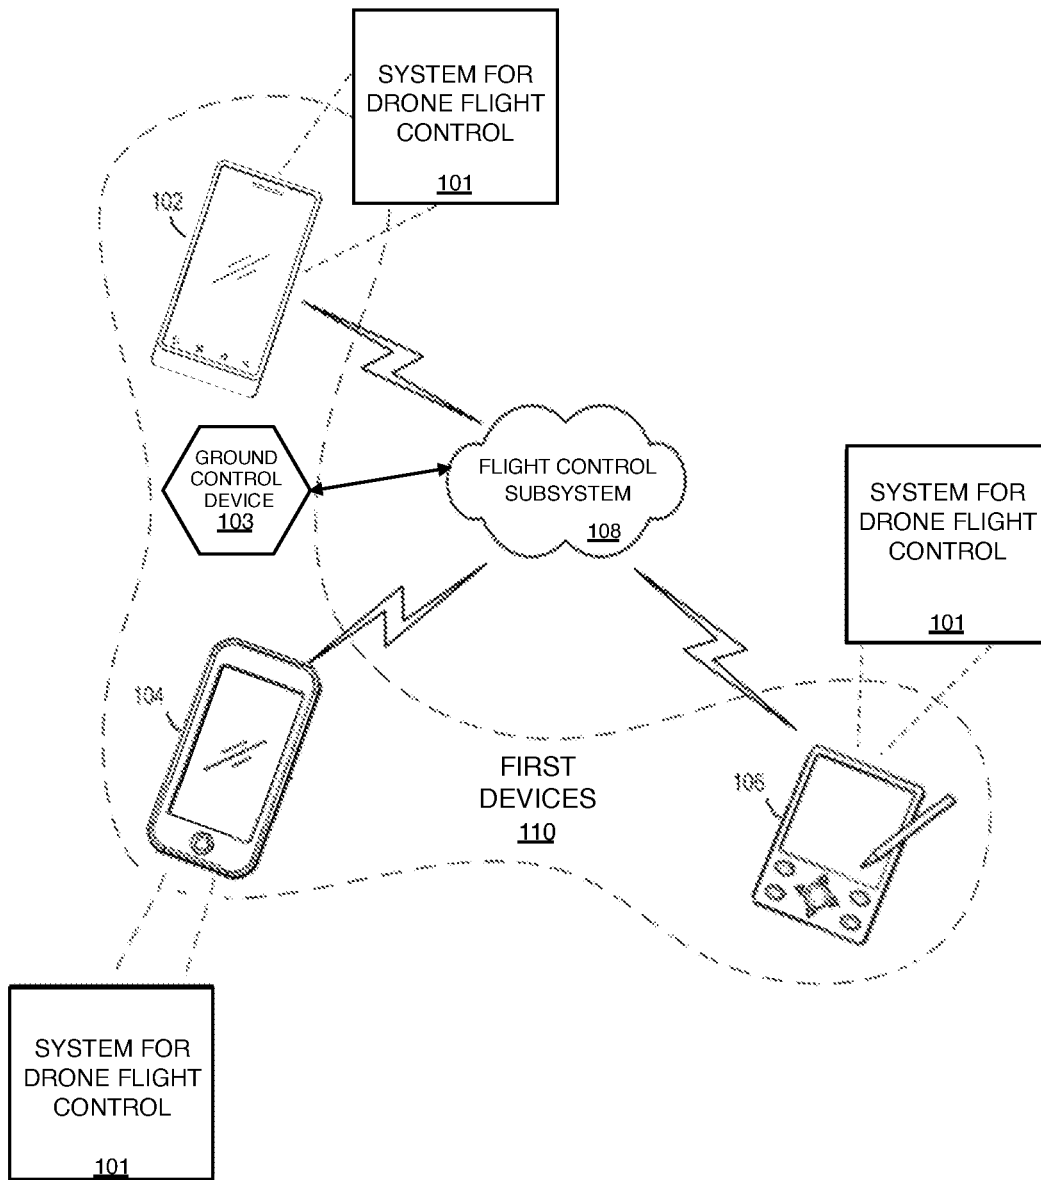 SYSTEM FOR
DRONE FLIGHT
CONTROL
101
102
GROUND
CONTROL
DEVICE
103
FLIGHT CONTROL
SUBSYSTEM
108
SYSTEM FOR
DRONE FLIGHT
CONTROL
101
104
FIRST
DEVICES
110
106
SYSTEM FOR
DRONE FLIGHT
CONTROL
101